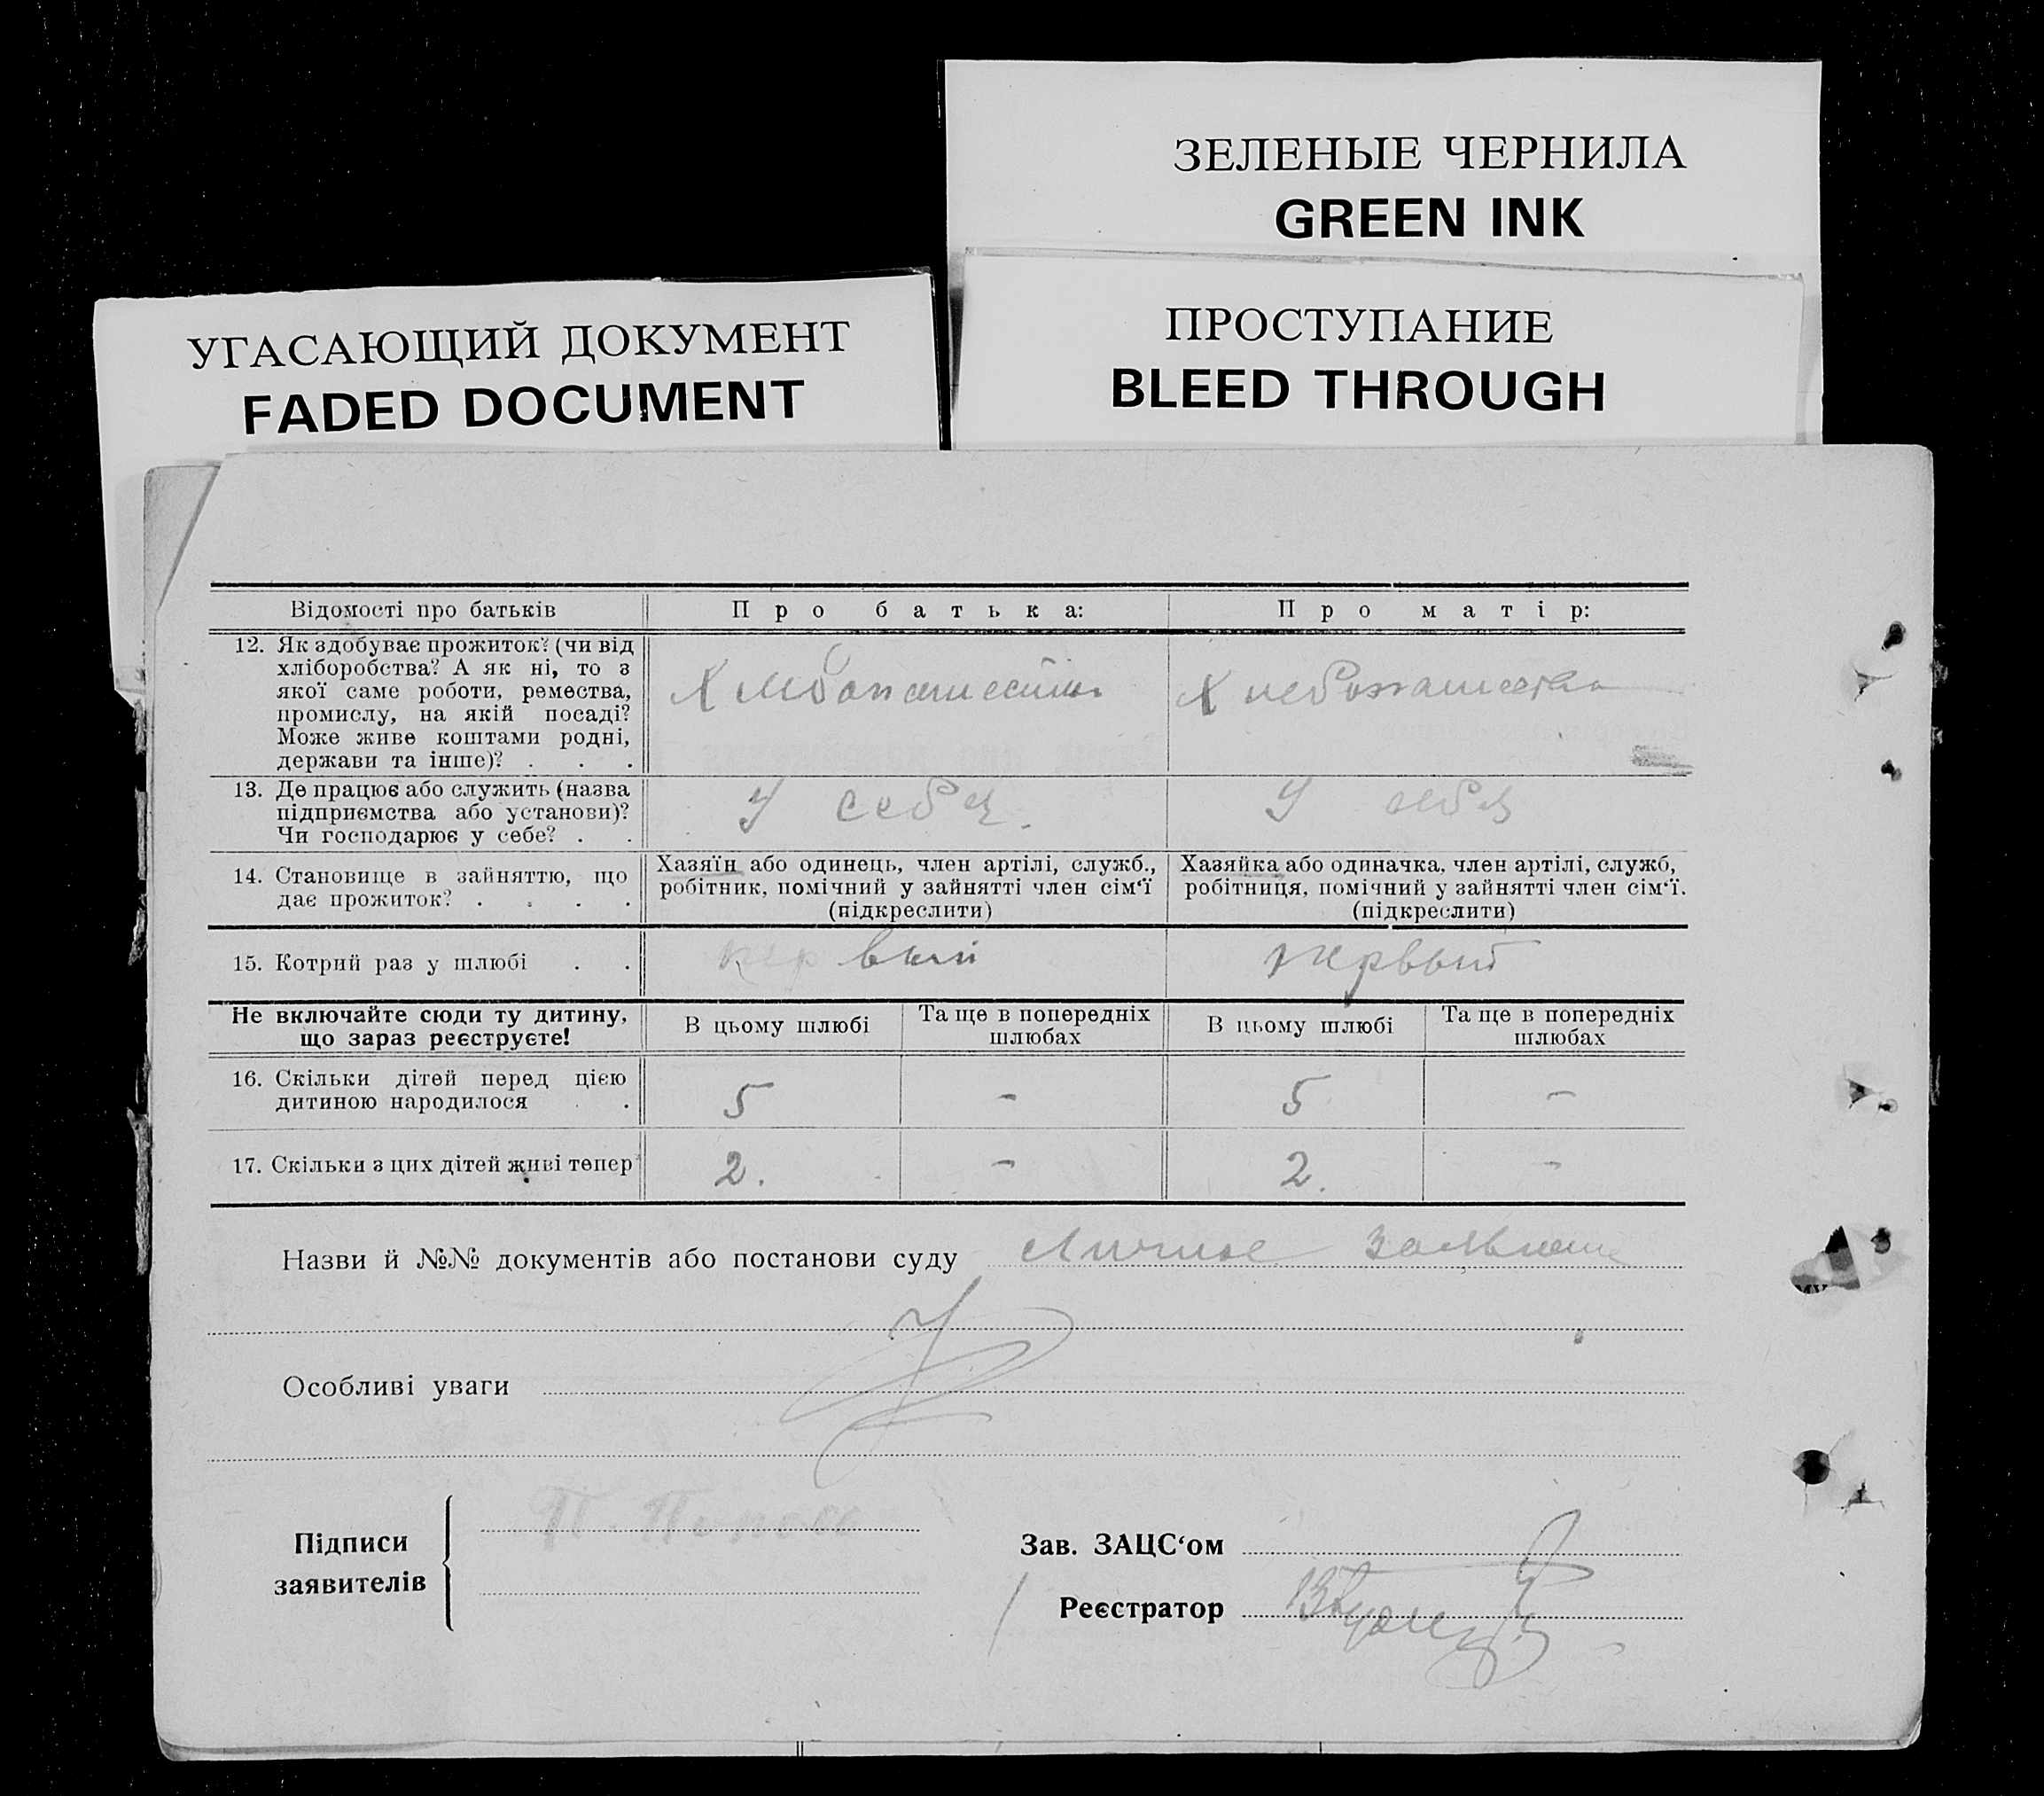 ЗЕЛЕНЫЕ ЧЕРНИЛА
GREEN INK
УГАСАЮЩИЙ ДОКУМЕНТ
FADED DOCUMENT
ПРОСТУПАНИЕ
BLEED THROUGH
Відомості про батьків
Про батька:
Про матір:
12. Як здобуває прожиток? (чи від
хліборобства? А як ні, то з
якої саме роботи, ремества,
промислу, на якій посаді?
Може живе коштами родні,
держави та інше)? . . .
13. Де працює або служить (назва
підприємства або установи)?
Чи господарює у себе? . .
У себя.
У себя
14. Становище в зайняттю, що
дає прожиток? . . . .
Хазяїн або одинець, член артілі, служб.,
робітник, помічний у зайнятті член сім'ї
(підкреслити)
Хазяйка або одиначка, член артілі, служб,
робітниця, помічний у зайнятті член сім'ї.
(підкреслити)
15. Котрий раз у шлюбі . .
первый
первый
Не включайте сюди ту дитину,
що зараз реєструєте!
В цьому шлюбі
Та ще в попередніх
шлюбах
В цьому шлюбі
Та ще в попередніх
шлюбах
16. Скільки дітей перед цією
дитиною народилося . .
5
-
5
-
17. Скільки з цих дітей живі тепер
2.
-
2.
-
Назви й №№ документів або постанови суду Личное
Особливі уваги
Підписи
заявителів
Зав. ЗАЦС'ом
Реєстратор